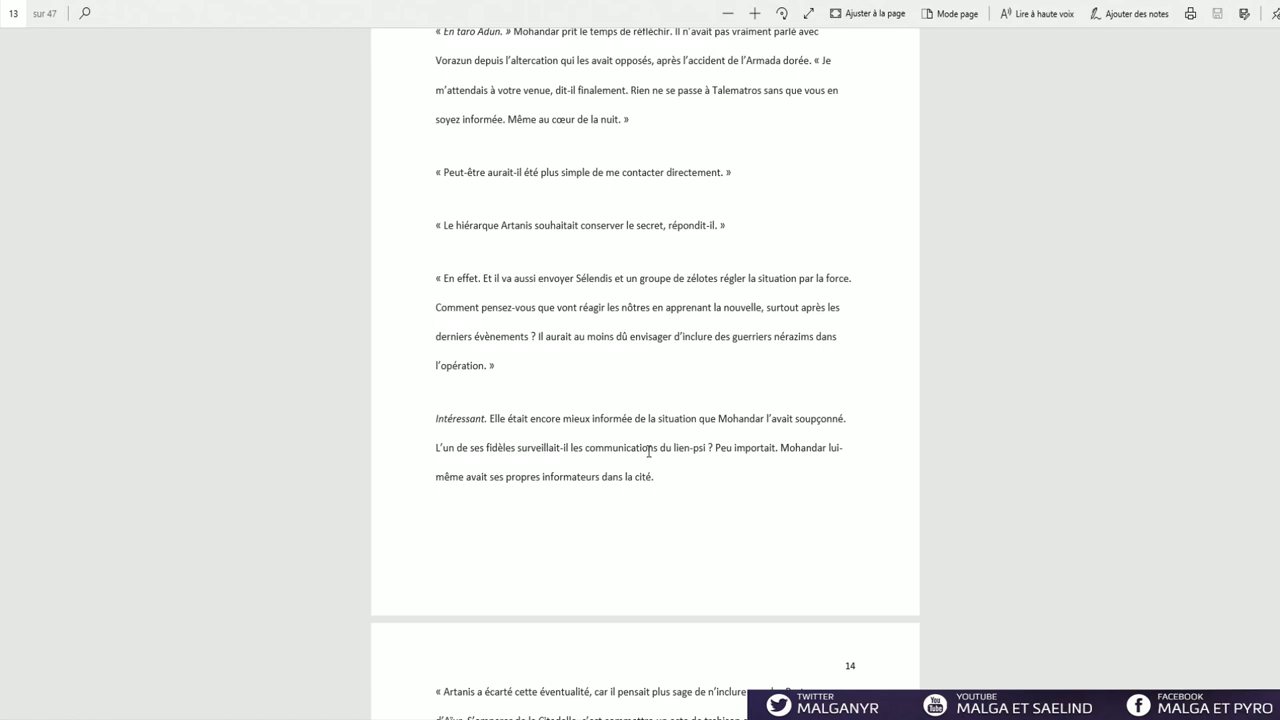 13 sur 47 Ajuster à la page Mode page Lire à haute voix Ajouter des notes
« En taro Adun. » Mohandar prit le temps de réfléchir. Il n’avait pas vraiment parlé avec
Vorazun depuis l’altercation qui les avait opposés, après l’accident de l’Armada dorée. « Je
m’attendais à votre venue, dit-il finalement. Rien ne se passe à Talematros sans que vous en
soyez informée. Même au cœur de la nuit. »
« Peut-être aurait-il été plus simple de me contacter directement. »
« Le hiérarque Artanis souhaitait conserver le secret, répondit-il. »
« En effet. Et il va aussi envoyer Sélendis et un groupe de zélotes régler la situation par la force.
Comment pensez-vous que vont réagir les nôtres en apprenant la nouvelle, surtout après les
derniers évènements ? Il aurait au moins dû envisager d’inclure des guerriers nérazims dans
l’opération. »
Intéressant. Elle était encore mieux informée de la situation que Mohandar l’avait soupçonné.
L’un de ses fidèles surveillait-il les communications du lien-psi ? Peu importait. Mohandar lui-
même avait ses propres informateurs dans la cité.
14
« Artanis a écarté cette éventualité, car il pensait plus sage de n’inclure
TWITTER
MALGANYR
YOUTUBE
MALGA ET SAELIND
FACEBOOK
MALGA ET PYRO